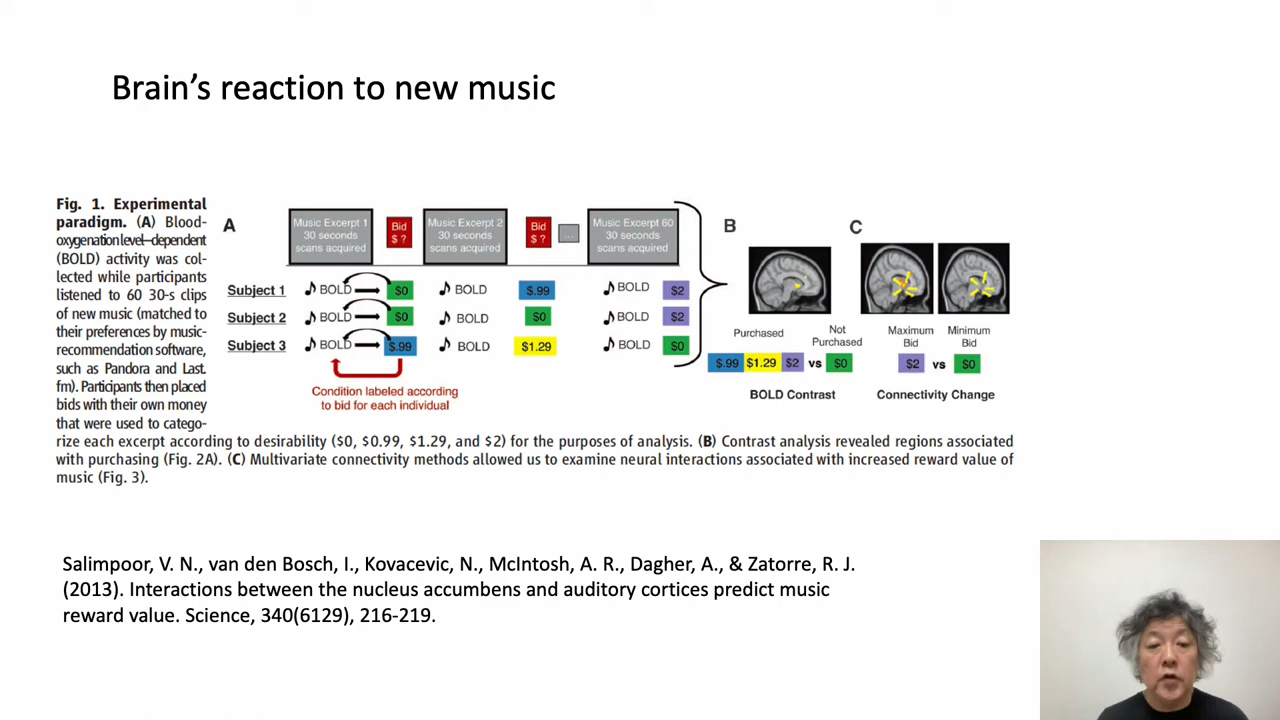 Brain's reaction to new music
Fig. 1. Experimental
paradigm. (A) Blood-
oxygenation level–dependent
(BOLD) activity was col-
lected while participants
listened to 60 30-s clips
of new music (matched to
their preferences by music-
recommendation software,
such as Pandora and Last.
fm). Participants then placed
bids with their own money
that were used to catego-
rize each excerpt according to desirability ($0, $0.99, $1.29, and $2) for the purposes of analysis. (B) Contrast analysis revealed regions associated
with purchasing (Fig. 2A). (C) Multivariate connectivity methods allowed us to examine neural interactions associated with increased reward value of
music (Fig. 3).
A
Music Excerpt 1
30 seconds
scans acquired
Bid
$ ?
Music Excerpt 2
30 seconds
scans acquired
Bid
$ ?
...
Music Excerpt 60
30 seconds
scans acquired
Subject 1 BOLD $0 BOLD $.99 BOLD $2
Subject 2 BOLD $0 BOLD $0 BOLD $2
Subject 3 BOLD $.99 BOLD $1.29 BOLD $0
Condition labeled according
to bid for each individual
B
Purchased
Not
Purchased
$.99 $1.29 $2 vs $0
BOLD Contrast
C
Maximum
Bid
Minimum
Bid
$2 vs $0
Connectivity Change
Salimpoor, V. N., van den Bosch, I., Kovacevic, N., McIntosh, A. R., Dagher, A., & Zatorre, R. J.
(2013). Interactions between the nucleus accumbens and auditory cortices predict music
reward value. Science, 340(6129), 216-219.